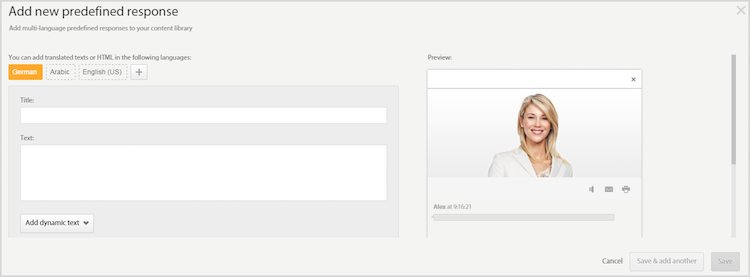 Add new predefined response
Add multi-language predefined responses to your content library
You can add translated texts or HTML in the following languages:
German Arabic English (US) +
Title:
Text:
Add dynamic text
Preview:
Alex at 9:16:21
Cancel Save & add another Save